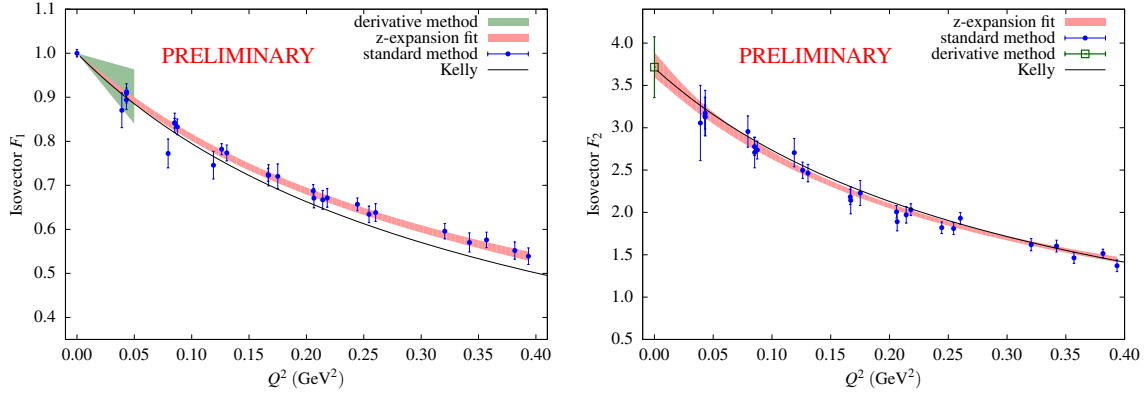 1.1
1.0
0.9
0.8
0.7
0.6
0.5
0.4
Isovector F₁
PRELIMINARY
derivative method
z-expansion fit
standard method
Kelly
0.00 0.05 0.10 0.15 0.20 0.25 0.30 0.35 0.40
Q² (GeV²)
4.0
3.5
3.0
2.5
2.0
1.5
1.0
0.5
Isovector F₂
PRELIMINARY
z-expansion fit
standard method
derivative method
Kelly
0.00 0.05 0.10 0.15 0.20 0.25 0.30 0.35 0.40
Q² (GeV²)